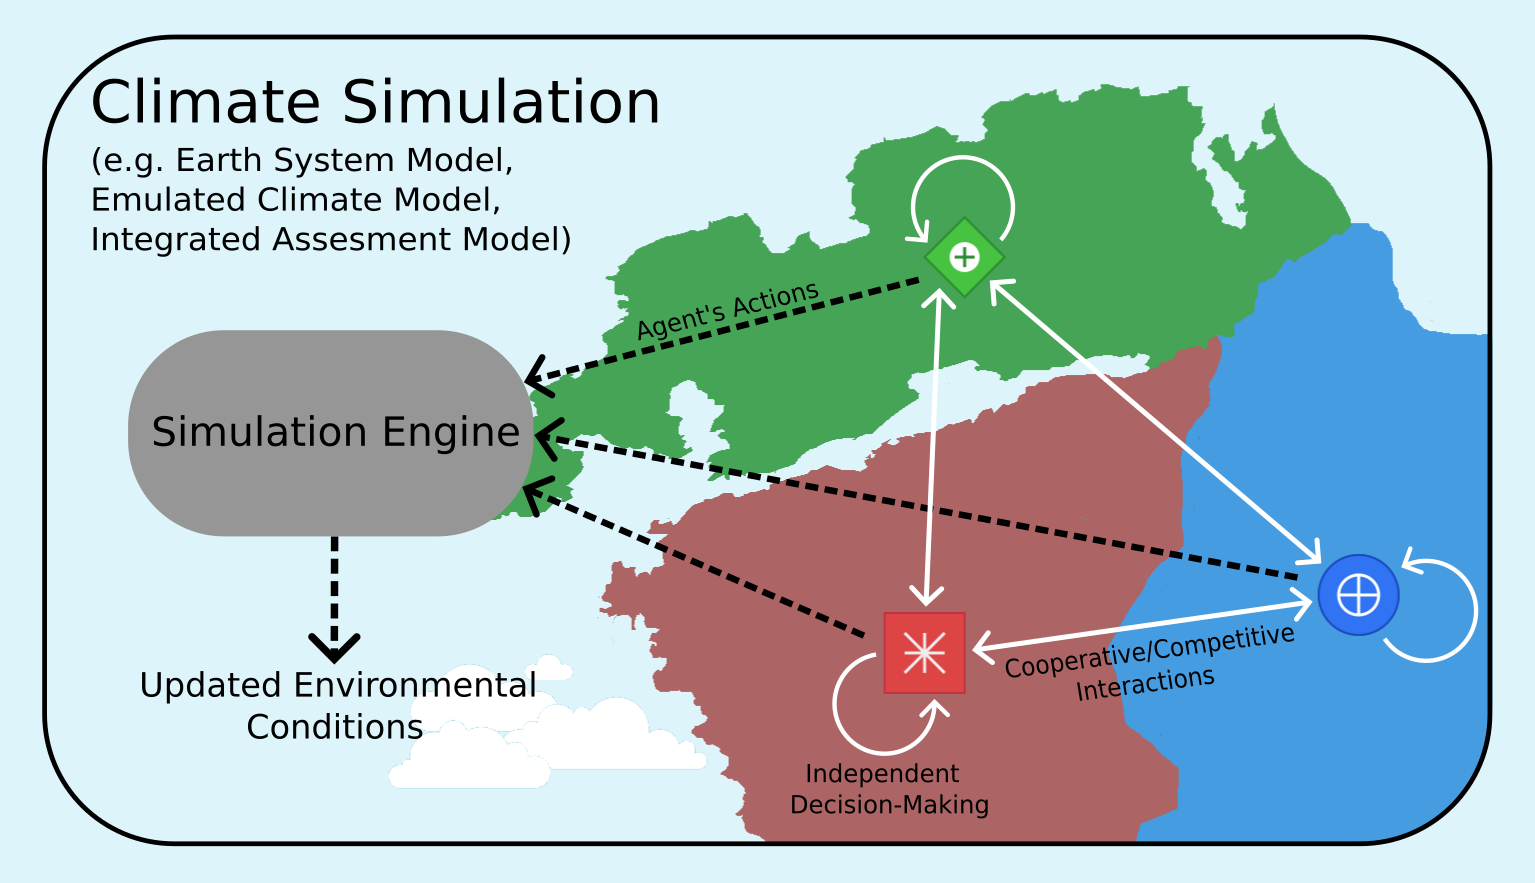 Climate Simulation
(e.g. Earth System Model,
Emulated Climate Model,
Integrated Assesment Model)
Agent's Actions
Simulation Engine
Updated Environmental
Conditions
Cooperative/Competitive
Interactions
Independent
Decision-Making